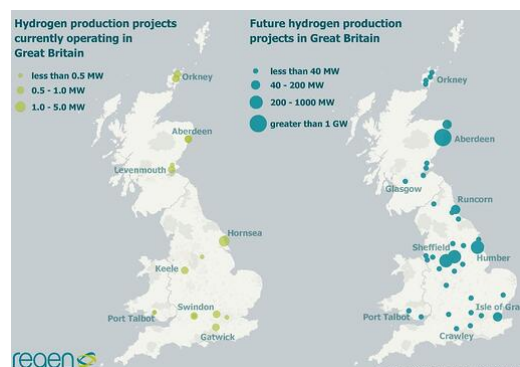 Hydrogen production projects
currently operating in
Great Britain
less than 0.5 MW
0.5 - 1.0 MW
1.0 - 5.0 MW
Orkney
Aberdeen
Levenmouth
Hornsea
Keele
Swindon
Port Talbot
Gatwick
regen
Future hydrogen production
projects in Great Britain
less than 40 MW
40 - 200 MW
200 - 1000 MW
greater than 1 GW
Orkney
Aberdeen
Glasgow
Runcorn
Sheffield
Humber
Isle of Gra
Port Talbot
Crawley